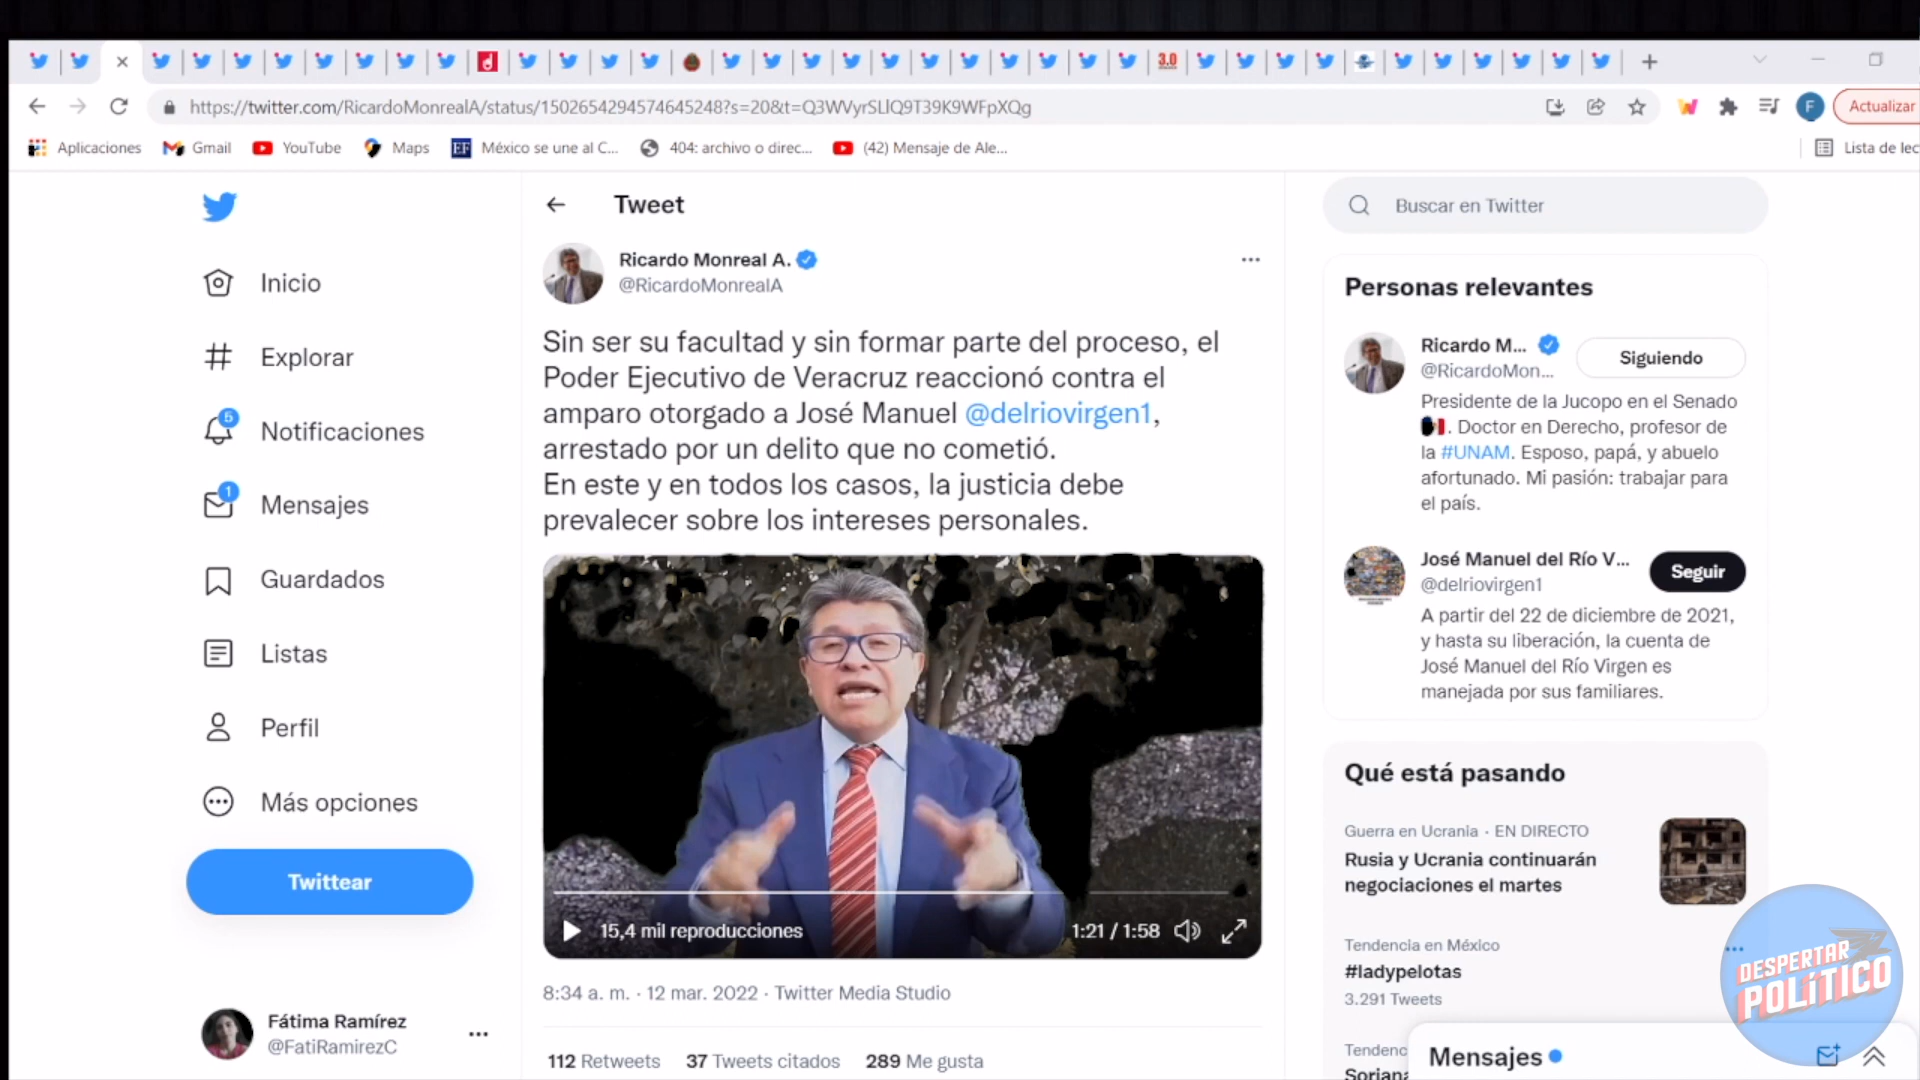 3.0
https://twitter.com/RicardoMonrealA/status/1502654294574645248?s=20&t=Q3WVyrSLlQ9T39K9WFpXQg
F
Actualizar
Aplicaciones
Gmail
YouTube
Maps
EF México se une al C...
404: archivo o direc...
(42) Mensaje de Ale...
Lista de lec
Inicio
Explorar
5
Notificaciones
1
Mensajes
Guardados
Listas
Perfil
Más opciones
Twittear
Fátima Ramírez
@FatiRamirezC
Tweet
Ricardo Monreal A.
@RicardoMonrealA
Sin ser su facultad y sin formar parte del proceso, el
Poder Ejecutivo de Veracruz reaccionó contra el
amparo otorgado a José Manuel @delriovirgen1,
arrestado por un delito que no cometió.
En este y en todos los casos, la justicia debe
prevalecer sobre los intereses personales.
15,4 mil reproducciones
1:21 / 1:58
8:34 a. m. · 12 mar. 2022 · Twitter Media Studio
112 Retweets 37 Tweets citados 289 Me gusta
Buscar en Twitter
Personas relevantes
Ricardo M...
@RicardoMon...
Siguiendo
Presidente de la Jucopo en el Senado
. Doctor en Derecho, profesor de
la #UNAM. Esposo, papá, y abuelo
afortunado. Mi pasión: trabajar para
el país.
José Manuel del Río V...
@delriovirgen1
Seguir
A partir del 22 de diciembre de 2021,
y hasta su liberación, la cuenta de
José Manuel del Río Virgen es
manejada por sus familiares.
Qué está pasando
Guerra en Ucrania · EN DIRECTO
Rusia y Ucrania continuarán
negociaciones el martes
Tendencia en México
#ladypelotas
3.291 Tweets
Tendenc
Soriana
Mensajes
DESPERTAR
POLÍTICO